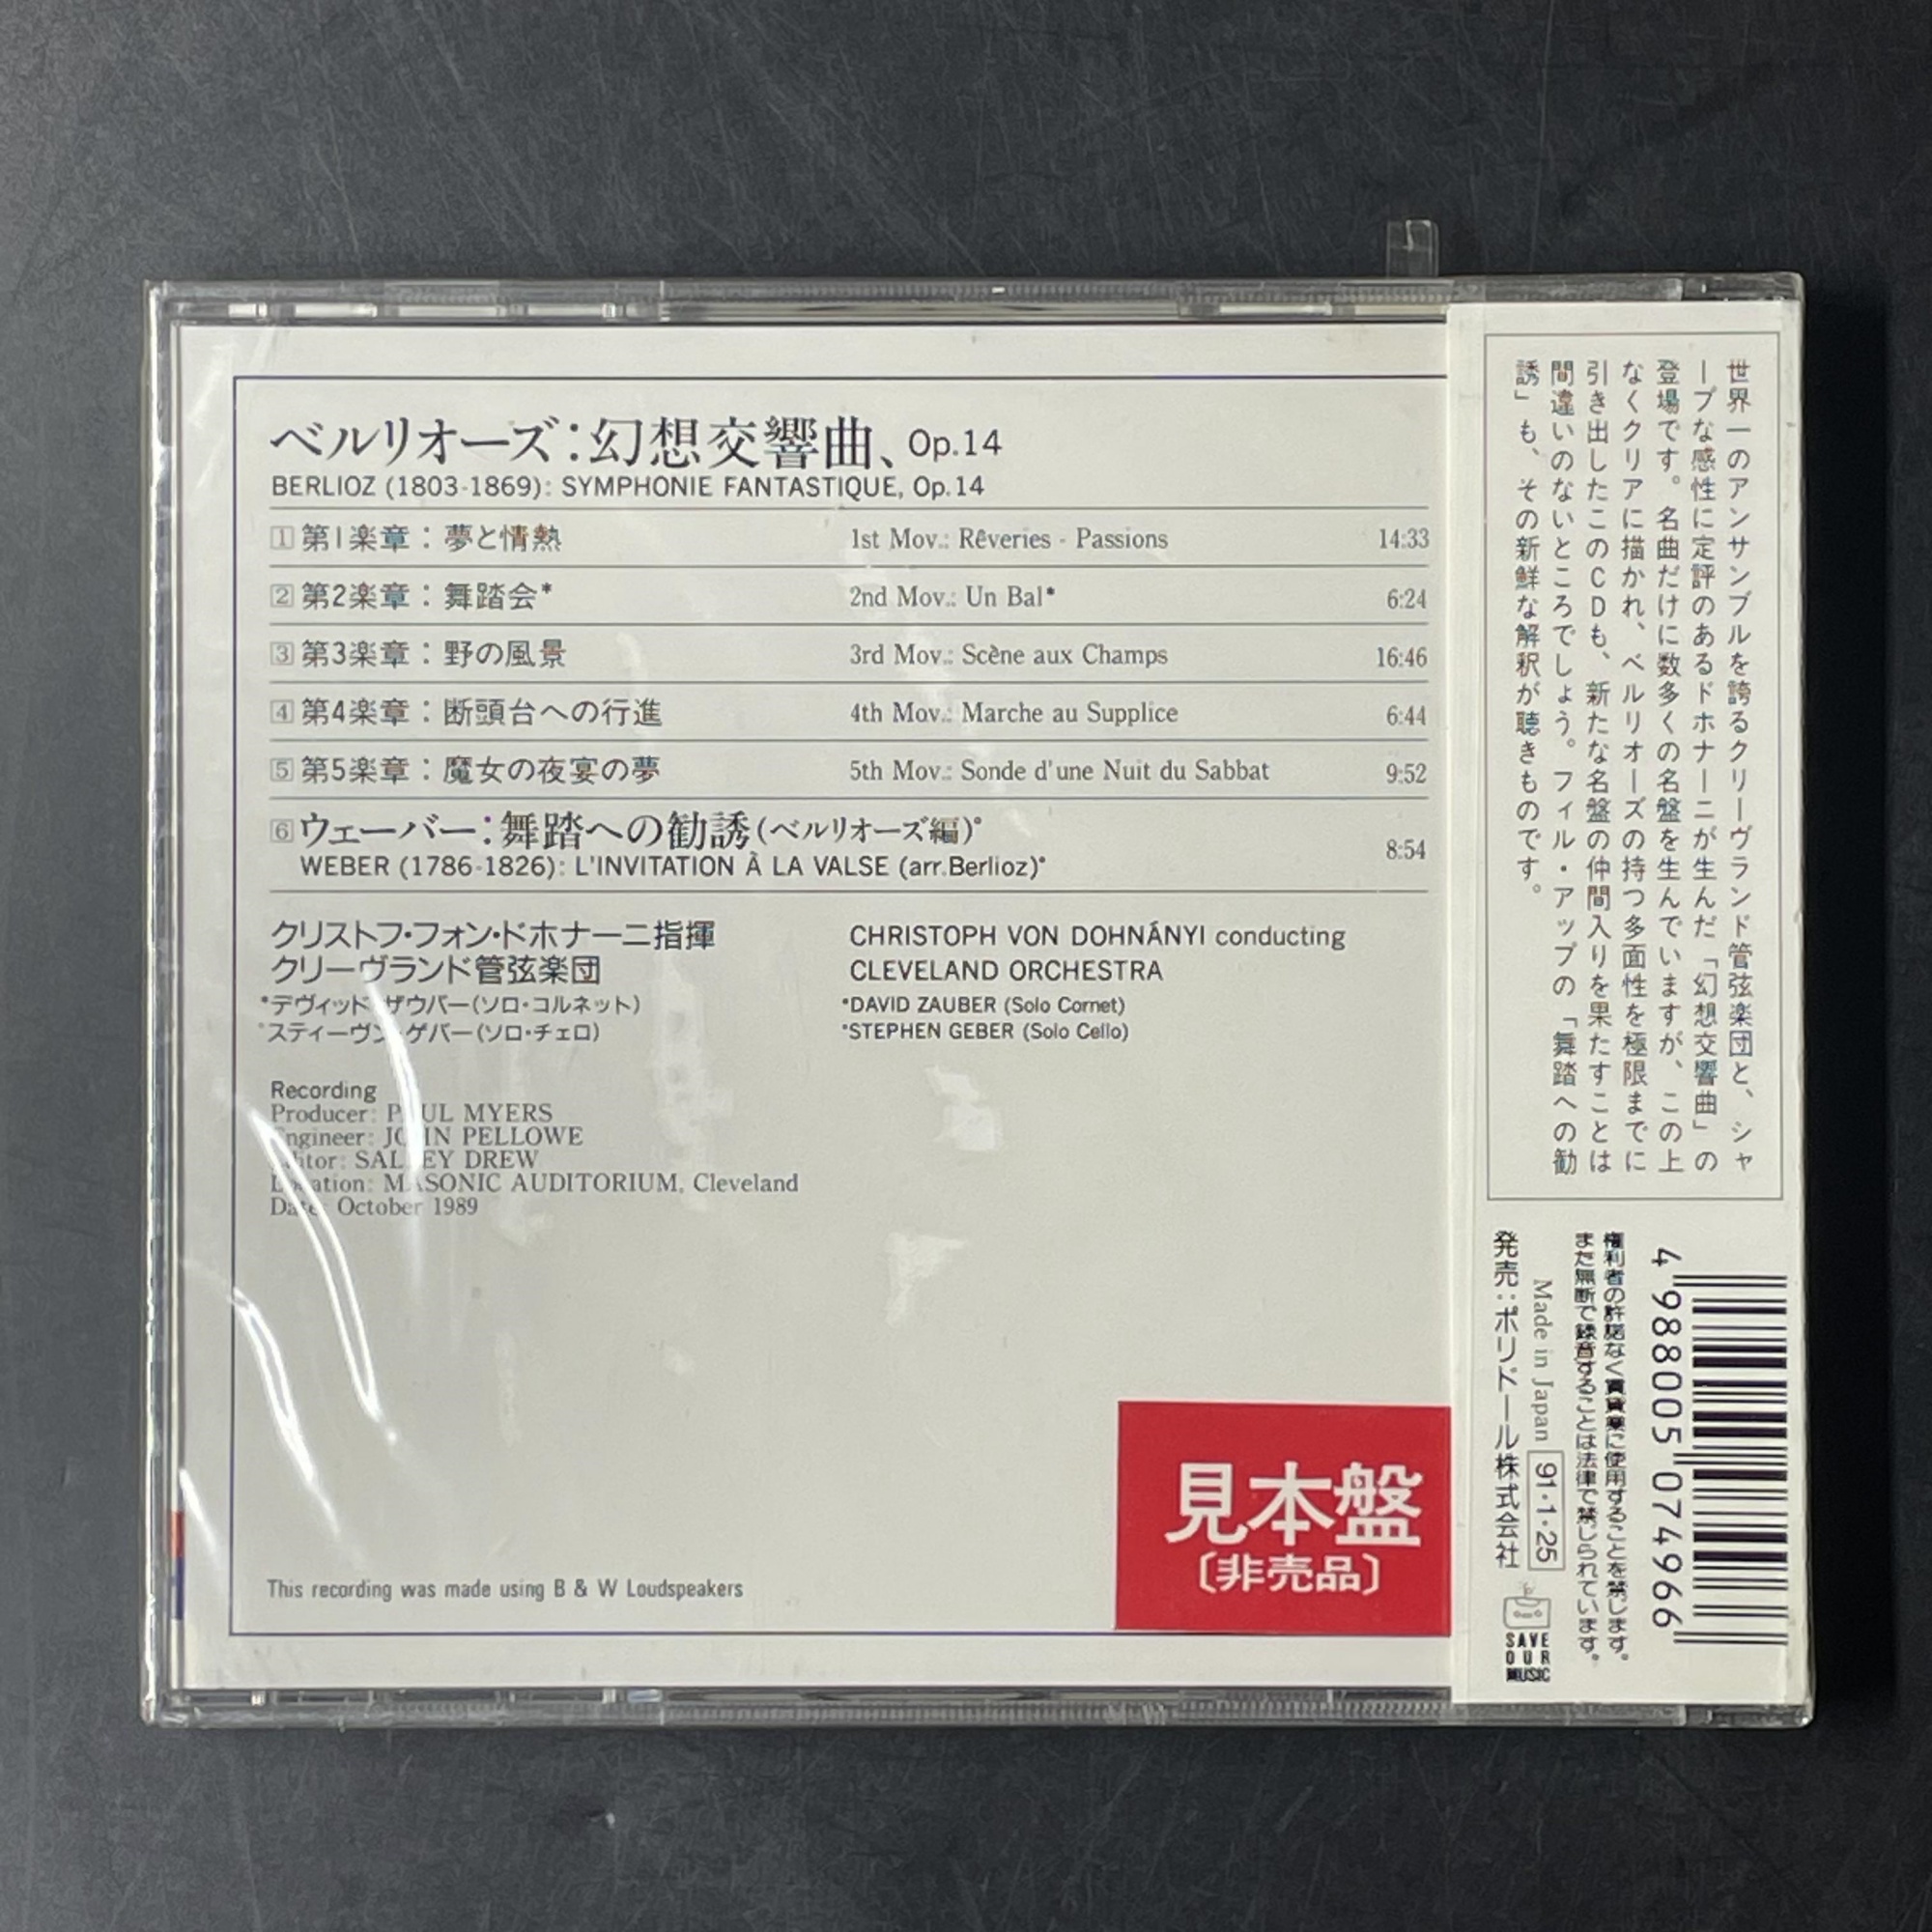 ベルリオーズ：幻想交響曲、Op.14
BERLIOZ (1803-1869): SYMPHONIE FANTASTIQUE, Op.14
1 第1楽章：夢と情熱 1st Mov.: Rêveries - Passions 14:33
2 第2楽章：舞踏会* 2nd Mov.: Un Bal* 6:24
3 第3楽章：野の風景 3rd Mov.: Scène aux Champs 16:46
4 第4楽章：断頭台への行進 4th Mov.: Marche au Supplice 6:44
5 第5楽章：魔女の夜宴の夢 5th Mov.: Sonde d'une Nuit du Sabbat 9:52
6 ウェーバー：舞踏への勧誘(ベルリオーズ編)°
WEBER (1786-1826): L'INVITATION À LA VALSE (arr.Berlioz)° 8:54
クリストフ・フォン・ドホナーニ指揮 CHRISTOPH VON DOHNÁNYI conducting
クリーヴランド管弦楽団 CLEVELAND ORCHESTRA
*デヴィッド・ザウバー(ソロ・コルネット) *DAVID ZAUBER (Solo Cornet)
°スティーヴン・ゲバー(ソロ・チェロ) °STEPHEN GEBER (Solo Cello)
Recording
Producer: PAUL MYERS
Engineer: JOHN PELLOWE
Editor: SALLEY DREW
Location: MASONIC AUDITORIUM, Cleveland
Date: October 1989
見本盤
〔非売品〕
This recording was made using B & W Loudspeakers
世界一のアンサンブルを誇るクリーヴランド管弦楽団と、シャ
ープな感性に定評のあるドホナーニが生んだ「幻想交響曲」の
登場です。名曲だけに数多くの名盤を生んでいますが、この上
なくクリアに描かれ、ベルリオーズの持つ多面性を極限までに
引き出したこのCDも、新たな名盤の仲間入りを果たすことは
間違いのないところでしょう。フィル・アップの「舞踏への勧
誘」も、その新鮮な解釈が聴きものです。
4 988005 074966
権利者の許諾なく賃貸業に使用することを禁じます。
また無断で録音することは法律で禁じられています。
Made in Japan 91・1・25
発売：ポリドール株式会社
SAVE
OUR
MUSIC